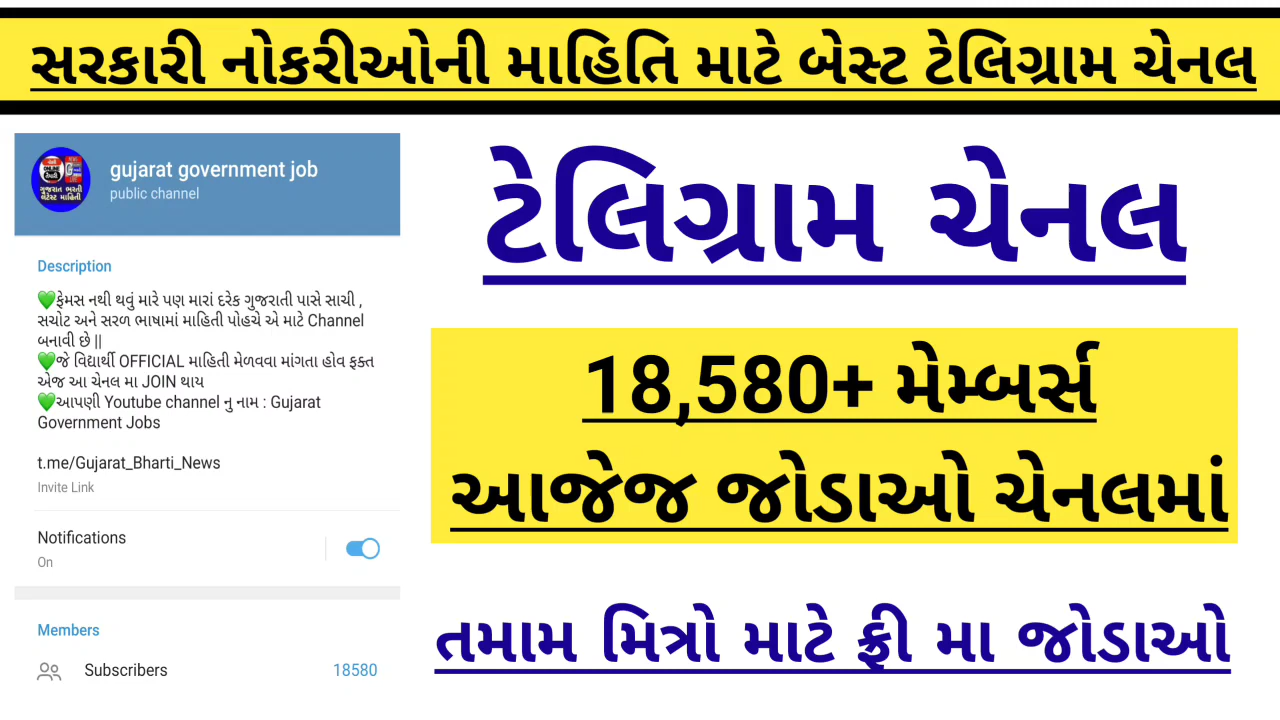 સરકારી નોકરીઓની માહિતિ માટે બેસ્ટ ટેલિગ્રામ ચેનલ
gujarat government job
public channel
ગુજરાત ભરતી
લેટેસ્ટ માહિતી
Description
💚ફેમસ નથી થવું મારે પણ મારાં દરેક ગુજરાતી પાસે સાચી ,
સચોટ અને સરળ ભાષામાં માહિતી પોહચે એ માટે Channel
બનાવી છે ||
💚જે વિદ્યાર્થી OFFICIAL માહિતી મેળવવા માંગતા હોવ ફક્ત
એજ આ ચેનલ મા JOIN થાય
💚આપણી Youtube channel નુ નામ : Gujarat
Government Jobs
t.me/Gujarat_Bharti_News
Invite Link
Notifications
On
Members
Subscribers 18580
ટેલિગ્રામ ચેનલ
18,580+ મેમ્બર્સ
આજેજ જોડાઓ ચેનલમાં
તમામ મિત્રો માટે ફ્રી મા જોડાઓ